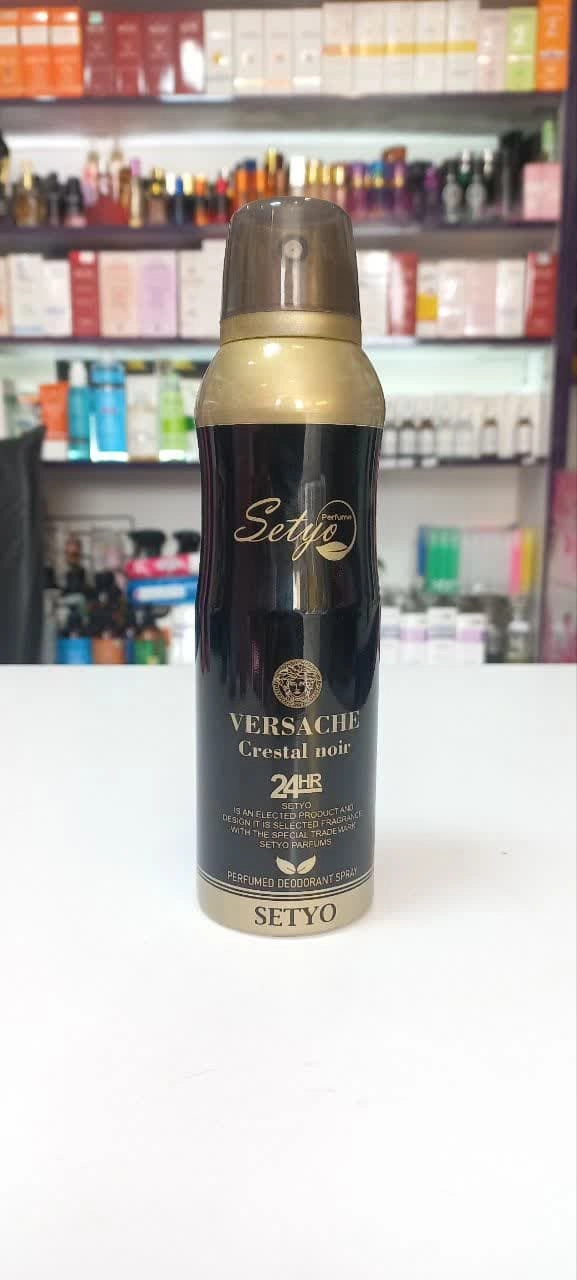 Setyo
Perfume
VERSACHE
Crestal noir
24HR
SETYO
IS AN ELECTED PRODUCT AND
DESIGN IT IS SELECTED FRAGRANCE
WITH THE SPECIAL TRADEMARK
SETYO PARFUMS
PERFUMED DEODORANT SPRAY
SETYO